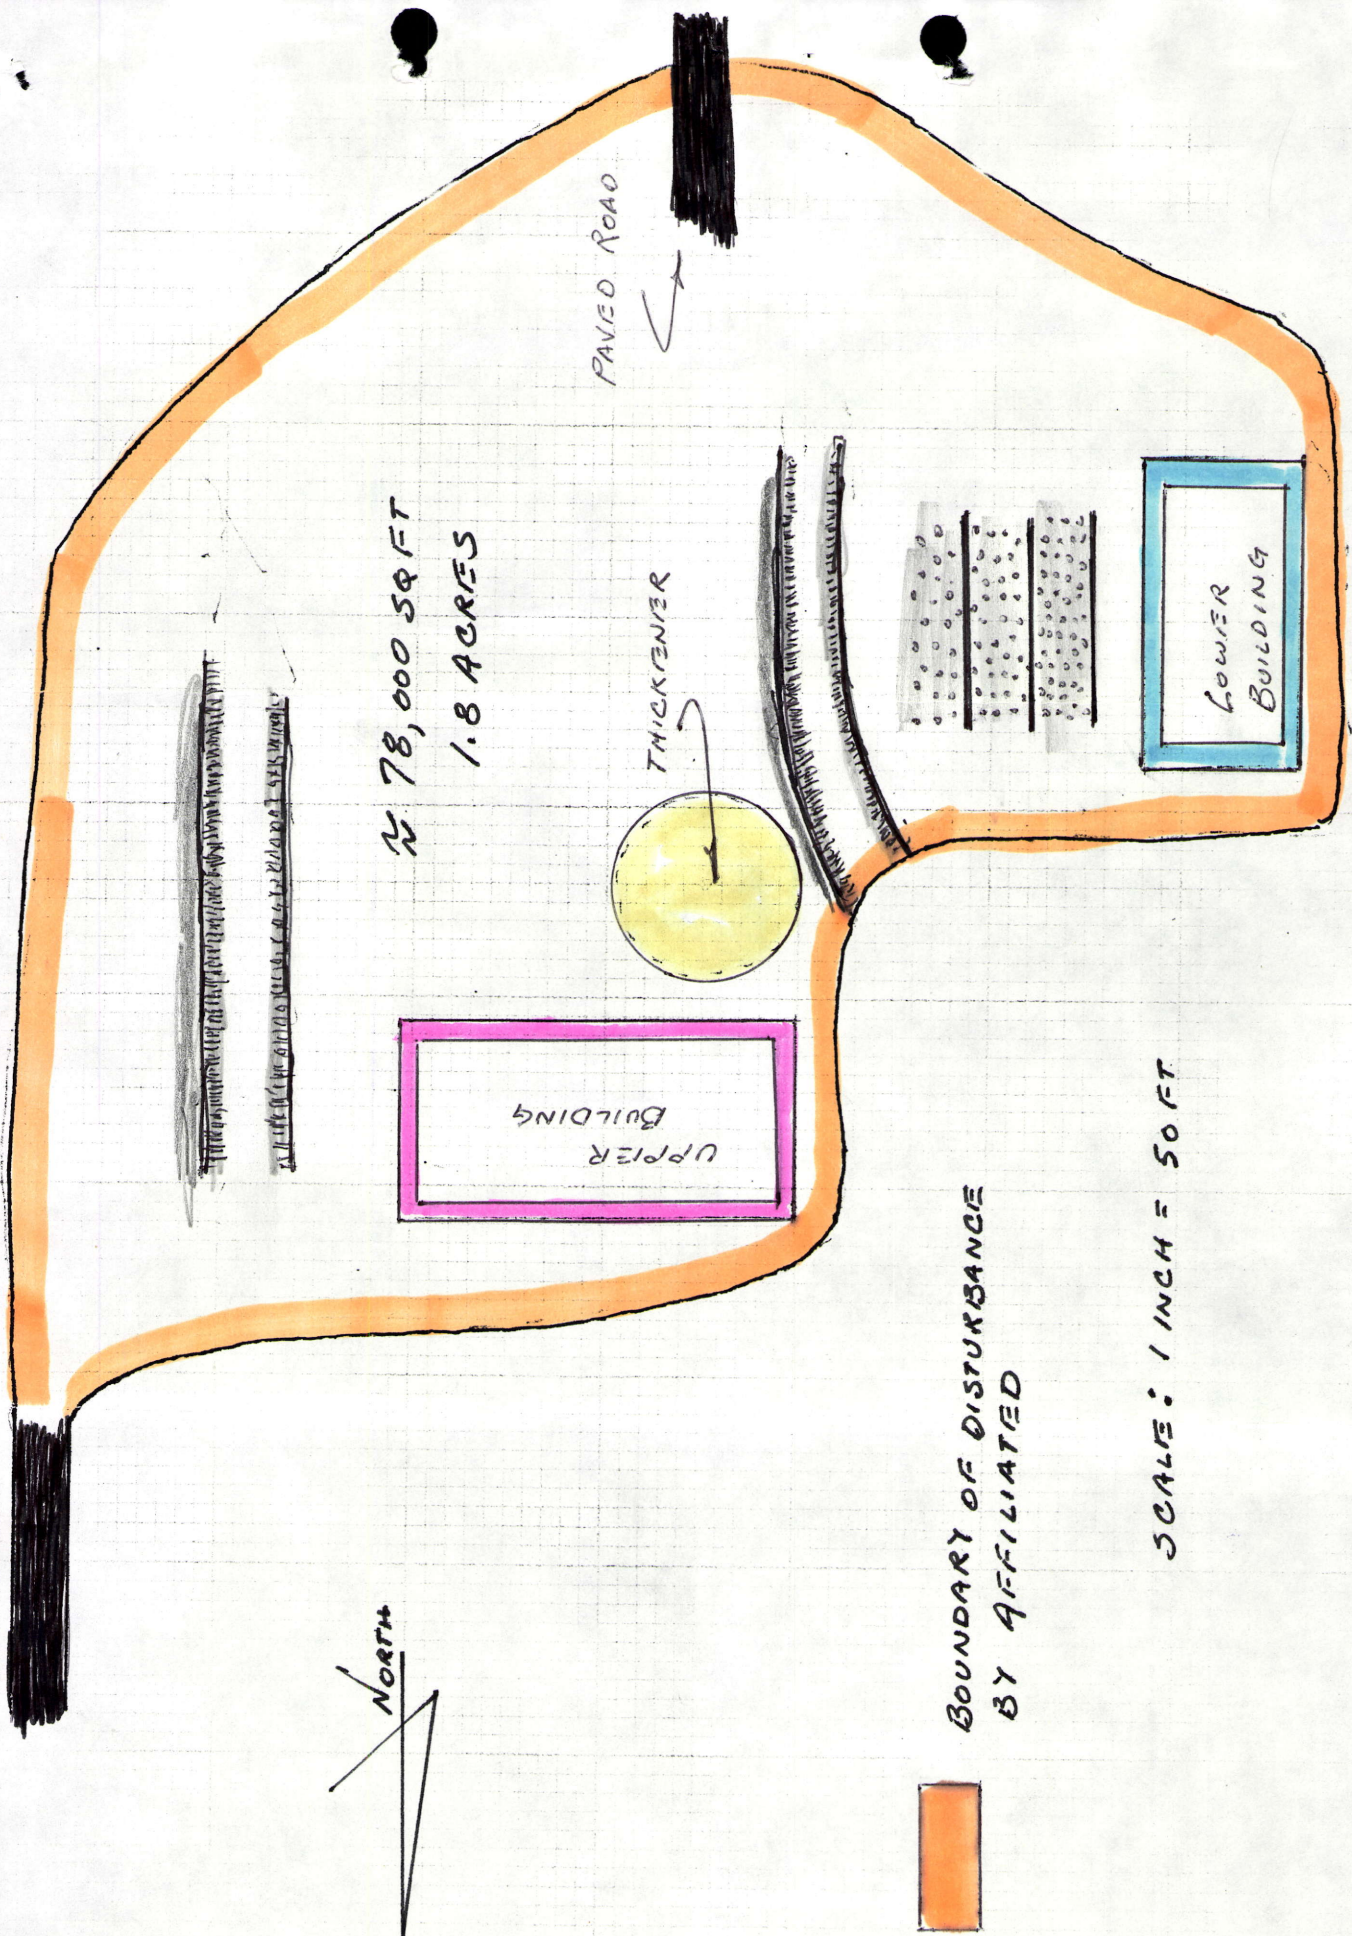 PAVED ROAD
≈ 78,000 SQ FT
1.8 ACRES
THICKENER
LOWER
BUILDING
UPPER
BUILDING
NORTH
BOUNDARY OF DISTURBANCE
BY AFFILIATED
SCALE: 1 INCH = 50 FT